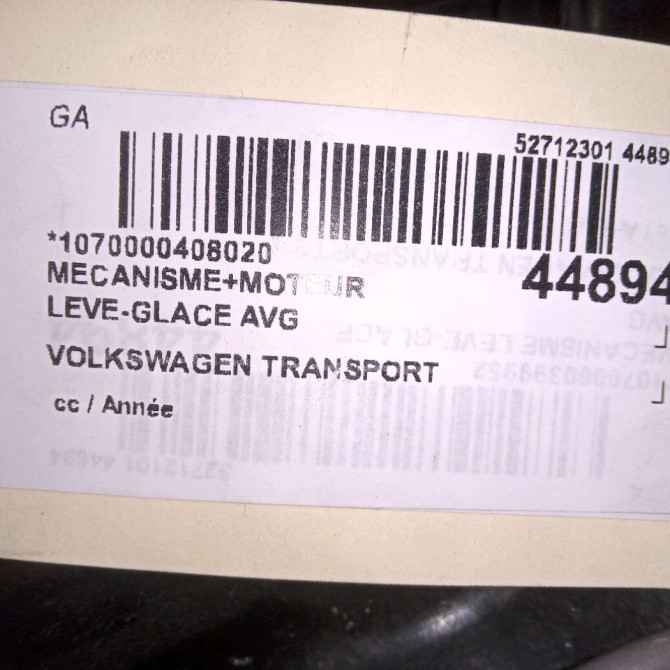 GA
52712301 4489
*1070000408020
44894
MECANISME+MOTEUR
LEVE-GLACE AVG
VOLKSWAGEN TRANSPORT
cc / Année